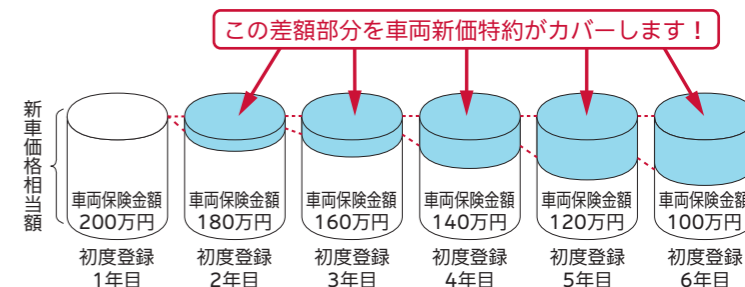 この差額部分を車両新価特約がカバーします！
新車価格相当額
車両保険金額
200万円
車両保険金額
180万円
車両保険金額
160万円
車両保険金額
140万円
車両保険金額
120万円
車両保険金額
100万円
初度登録
1年目
初度登録
2年目
初度登録
3年目
初度登録
4年目
初度登録
5年目
初度登録
6年目